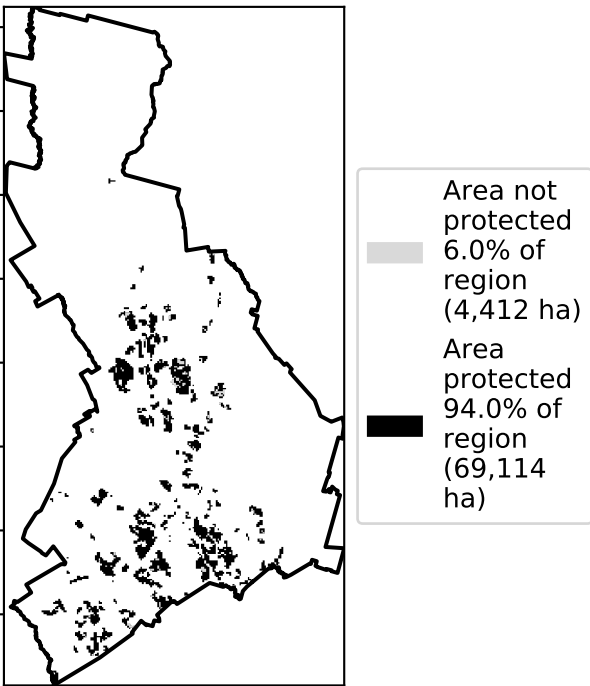 Area not
protected
6.0% of
region
(4,412 ha)
Area
protected
94.0% of
region
(69,114
ha)